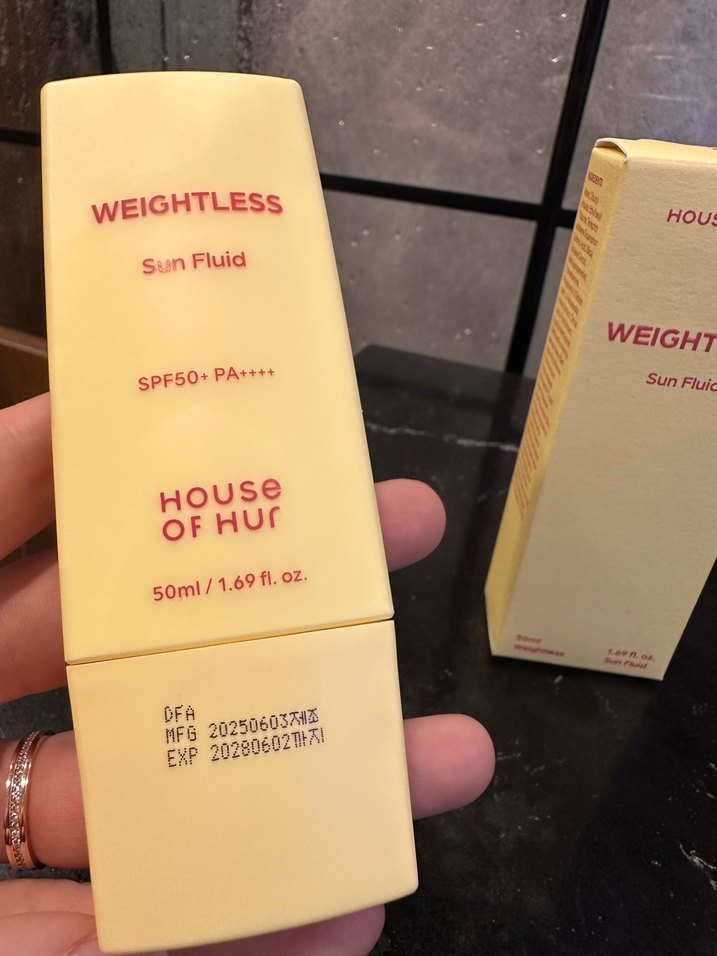 WEIGHTLESS
Sun Fluid
SPF50+ PA++++
HOUSe
OF HUr
50ml / 1.69 fl. oz.
DFA
MFG 20250603제조
EXP 20280602까지
HOUS
WEIGHT
Sun Fluid
50ml
Weightless
1.69 fl. oz.
Sun Fluid